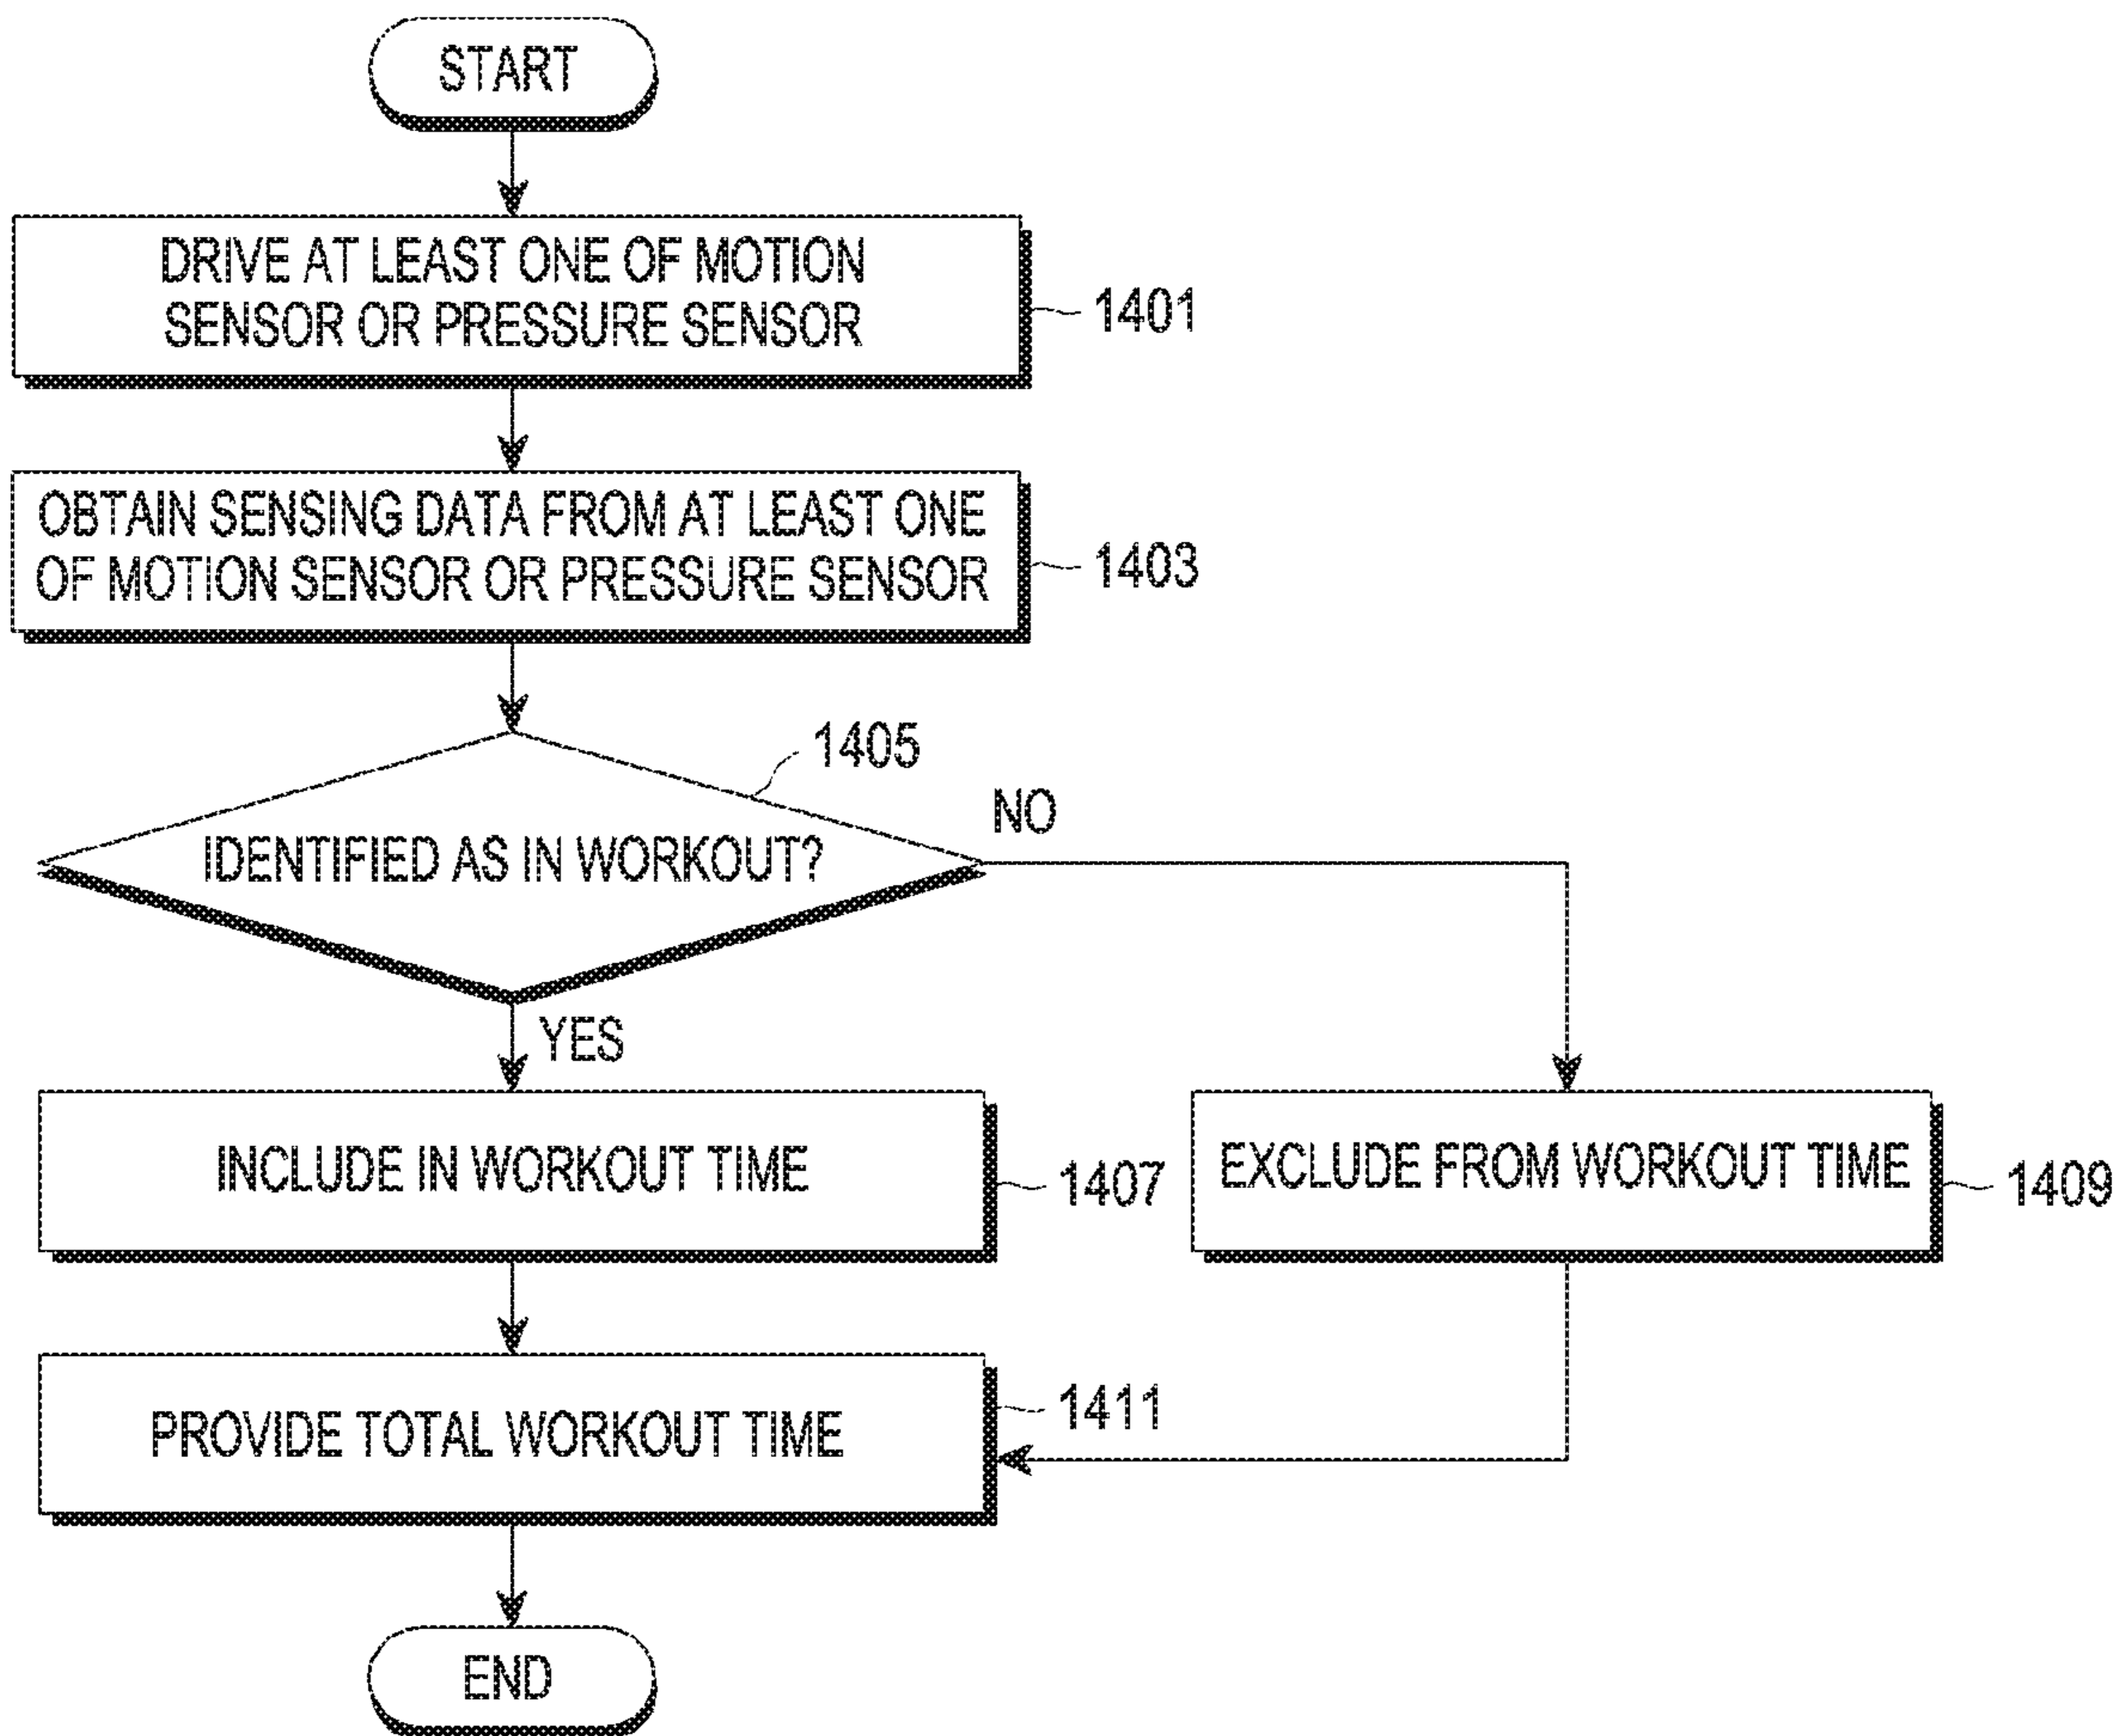 START
DRIVE AT LEAST ONE OF MOTION
SENSOR OR PRESSURE SENSOR
1401
OBTAIN SENSING DATA FROM AT LEAST ONE
OF MOTION SENSOR OR PRESSURE SENSOR
1403
1405
IDENTIFIED AS IN WORKOUT?
NO
YES
INCLUDE IN WORKOUT TIME
1407
EXCLUDE FROM WORKOUT TIME
1409
PROVIDE TOTAL WORKOUT TIME
1411
END